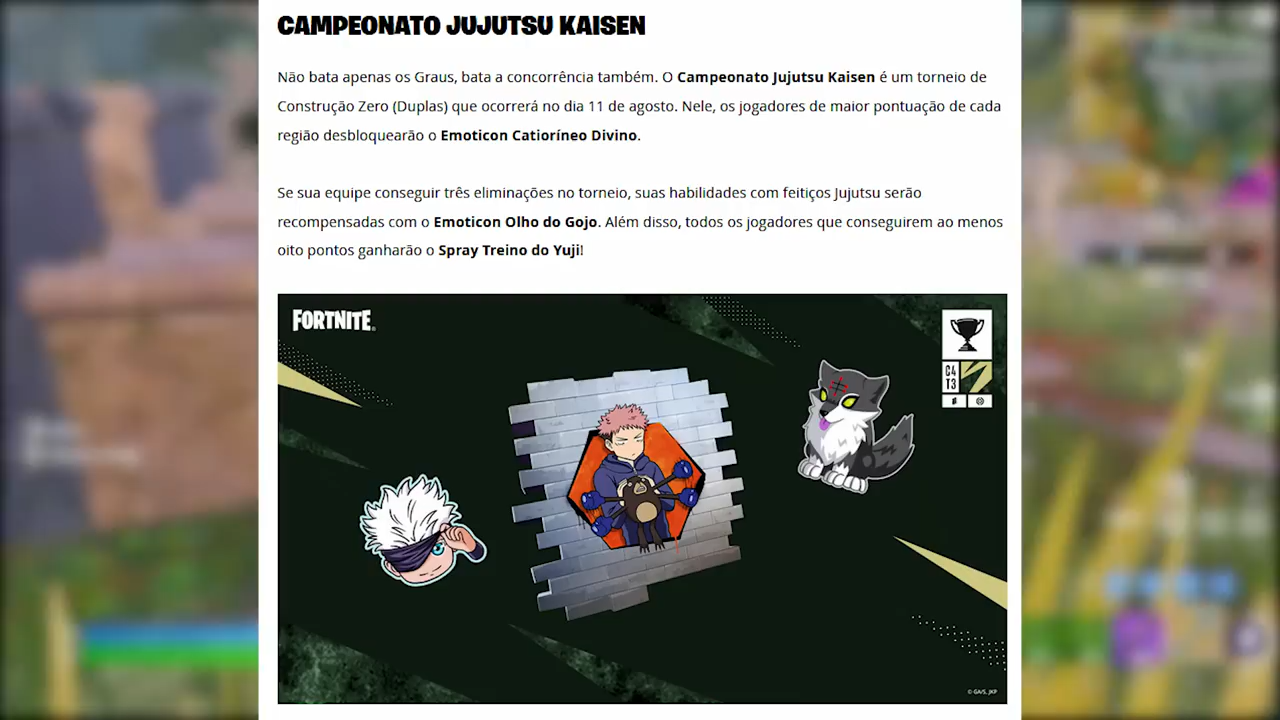 CAMPEONATO JUJUTSU KAISEN
Não bata apenas os Graus, bata a concorrência também. O Campeonato Jujutsu Kaisen é um torneio de
Construção Zero (Duplas) que ocorrerá no dia 11 de agosto. Nele, os jogadores de maior pontuação de cada
região desbloquearão o Emoticon Catioríneo Divino.
Se sua equipe conseguir três eliminações no torneio, suas habilidades com feitiços Jujutsu serão
recompensadas com o Emoticon Olho do Gojo. Além disso, todos os jogadores que conseguirem ao menos
oito pontos ganharão o Spray Treino do Yuji!
FORTNITE
C4
T3
© GA/S, JKP